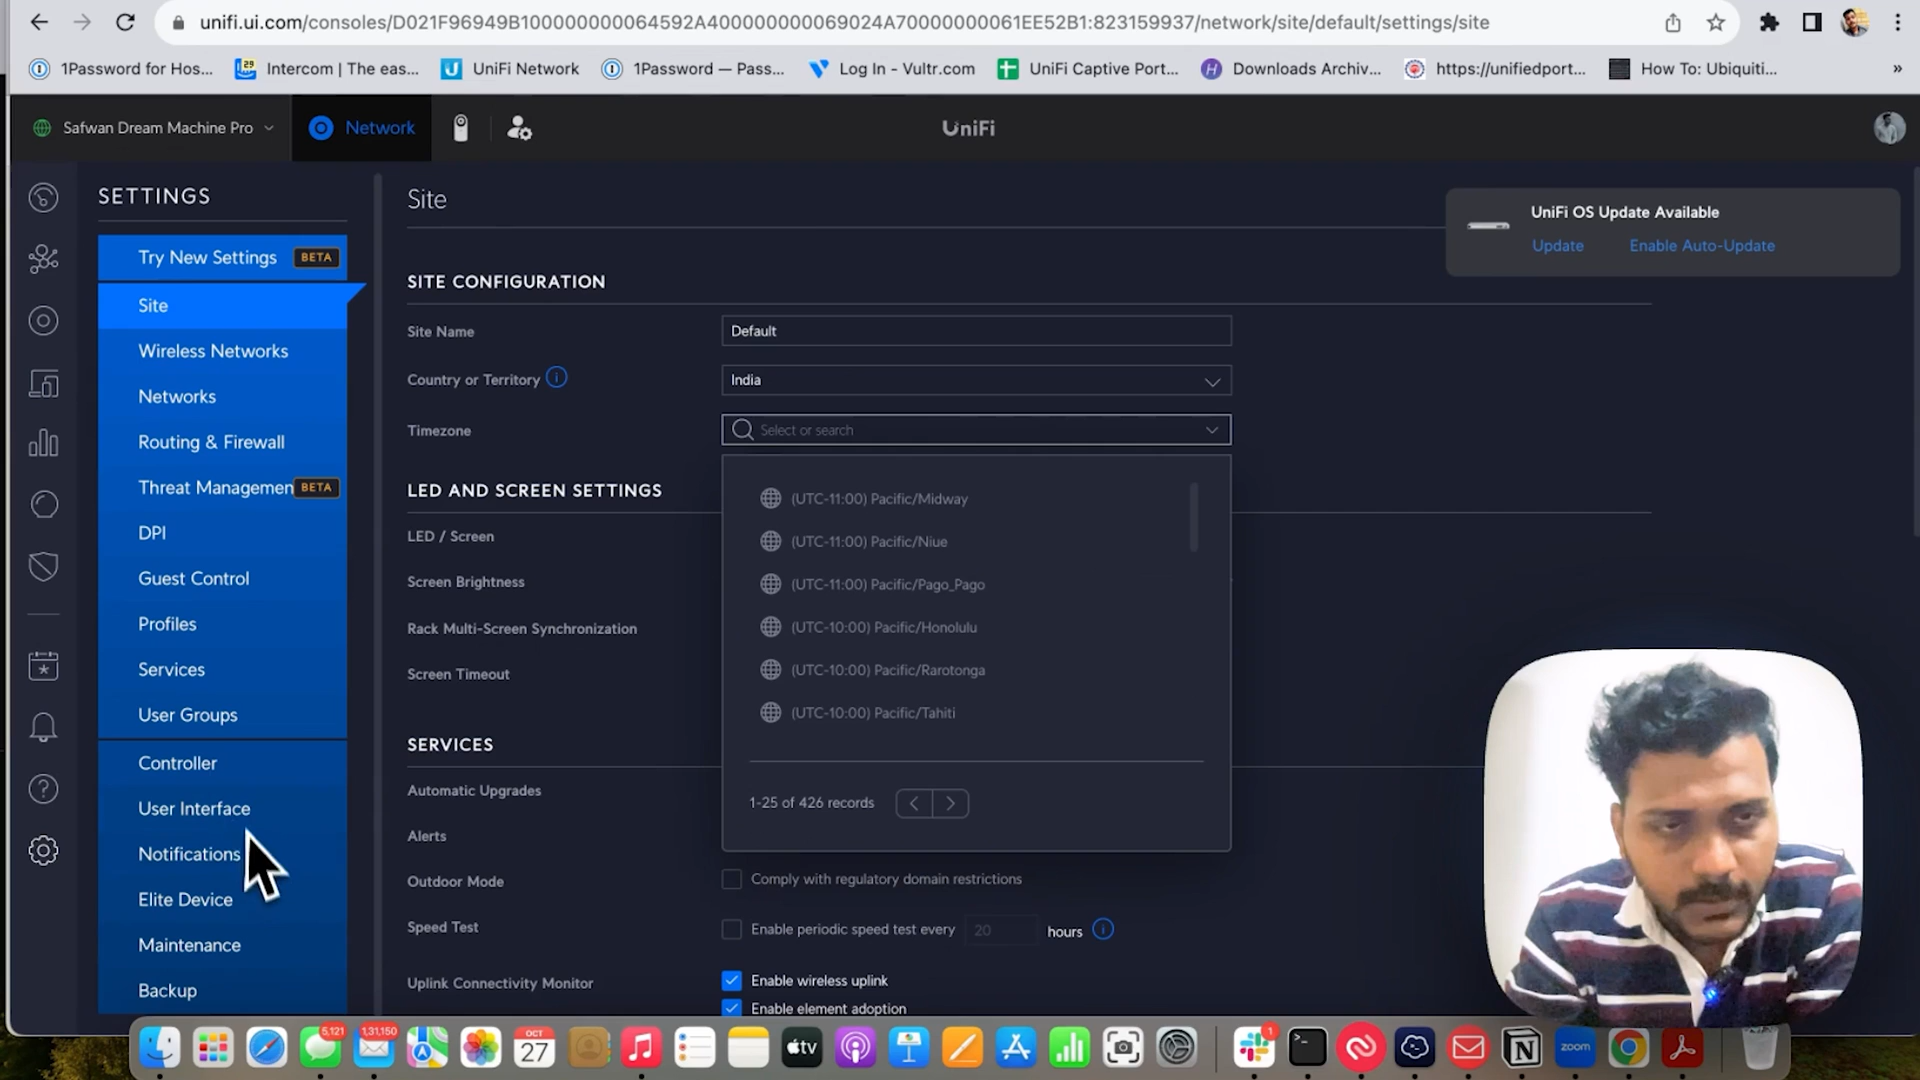 unifi.ui.com/consoles/D021F96949B100000000064592A400000000069024A70000000061EE52B1:823159937/network/site/default/settings/site
1Password for Hos...
Intercom | The eas...
UniFi Network
1Password — Pass...
Log In - Vultr.com
UniFi Captive Port...
Downloads Archiv...
https://unifiedport...
How To: Ubiquiti...
»
Safwan Dream Machine Pro
Network
UniFi
SETTINGS
Try New Settings BETA
Site
Wireless Networks
Networks
Routing & Firewall
Threat Managemen BETA
DPI
Guest Control
Profiles
Services
User Groups
Controller
User Interface
Notifications
Elite Device
Maintenance
Backup
Site
UniFi OS Update Available
Update Enable Auto-Update
SITE CONFIGURATION
Site Name Default
Country or Territory India
Timezone Select or search
(UTC-11:00) Pacific/Midway
(UTC-11:00) Pacific/Niue
(UTC-11:00) Pacific/Pago_Pago
(UTC-10:00) Pacific/Honolulu
(UTC-10:00) Pacific/Rarotonga
(UTC-10:00) Pacific/Tahiti
1-25 of 426 records
LED AND SCREEN SETTINGS
LED / Screen
Screen Brightness
Rack Multi-Screen Synchronization
Screen Timeout
SERVICES
Automatic Upgrades
Alerts
Outdoor Mode Comply with regulatory domain restrictions
Speed Test Enable periodic speed test every 20 hours
Uplink Connectivity Monitor Enable wireless uplink
Enable element adoption
5,121
1,31,150
OCT
27
tv
1
zoom